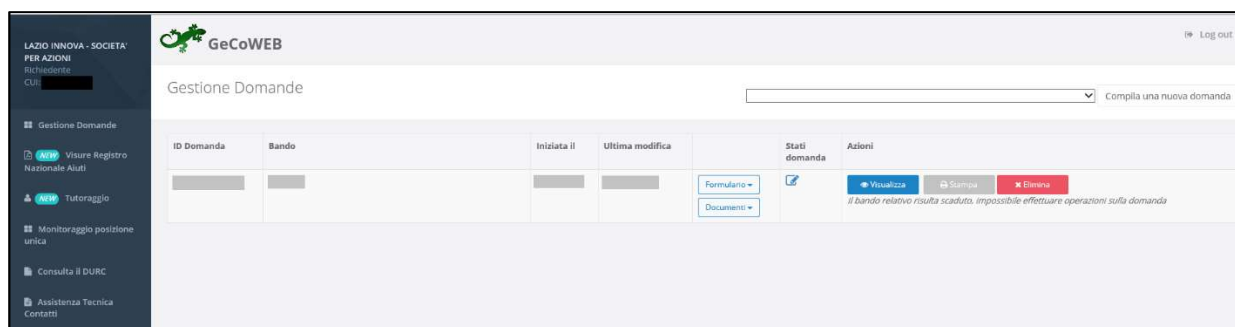 LAZIO INNOVA - SOCIETA'
PER AZIONI
Richiedente
CUI:
Gestione Domande
NEW Visure Registro
Nazionale Aiuti
NEW Tutoraggio
Monitoraggio posizione
unica
Consulta il DURC
Assistenza Tecnica
Contatti
GeCoWEB
Log out
Gestione Domande
Compila una nuova domanda
ID Domanda Bando Iniziata il Ultima modifica Stati domanda Azioni
Formulario
Documenti
Visualizza Stampa Elimina
Il bando relativo risulta scaduto, impossibile effettuare operazioni sulla domanda